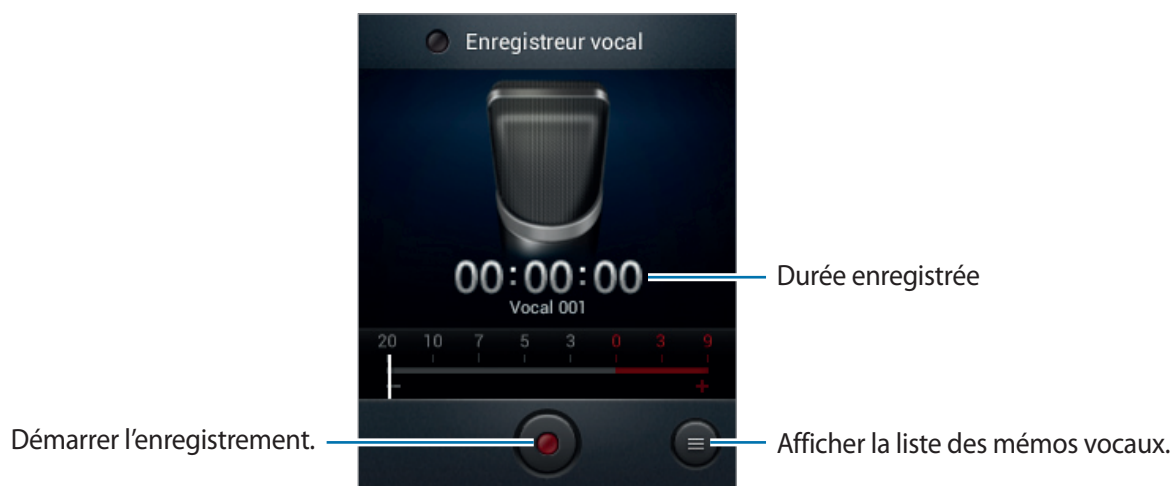 Enregistreur vocal
00:00:00
Durée enregistrée
Vocal 001
20 10 7 5 3 0 3 9
- +
Démarrer l’enregistrement.
Afficher la liste des mémos vocaux.